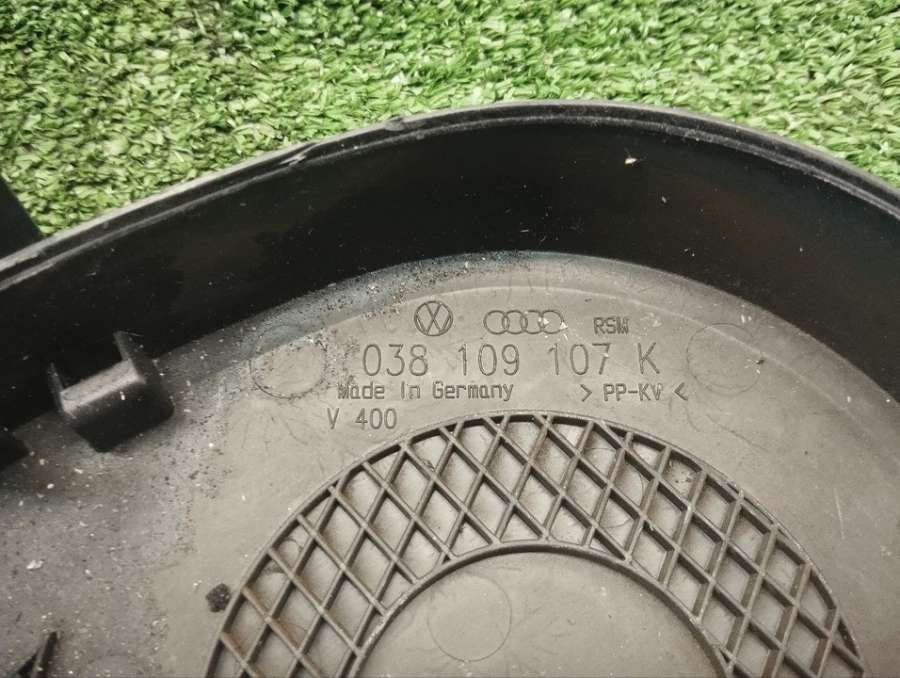 RSW
038 109 107 K
Made In Germany > PP-KV <
V 400